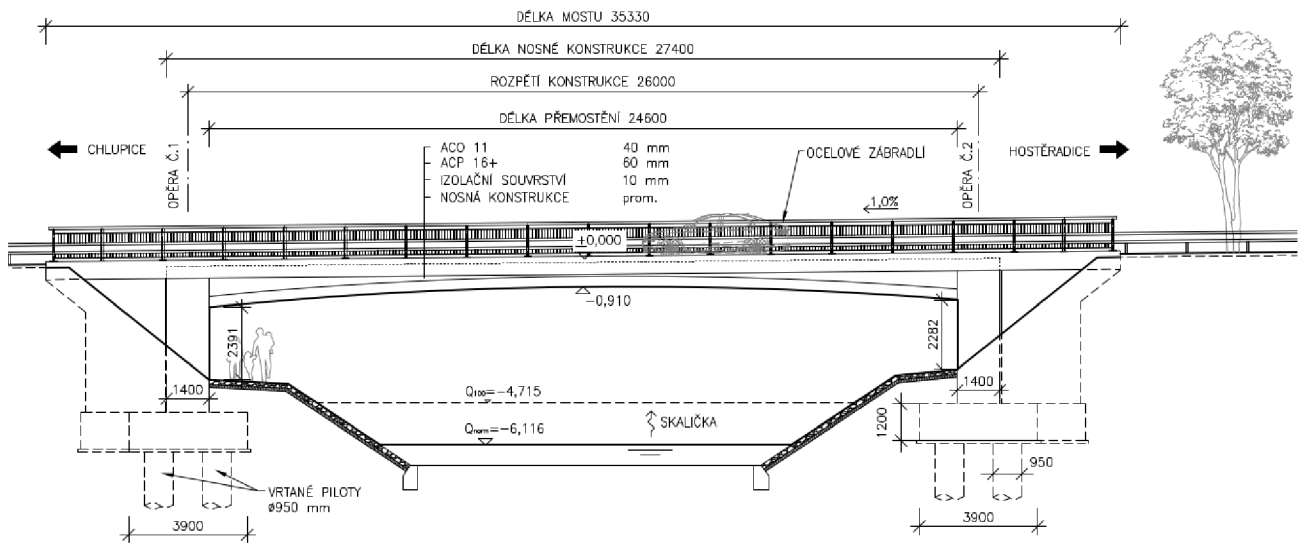 DÉLKA MOSTU 35330
DÉLKA NOSNÉ KONSTRUKCE 27400
ROZPĚTÍ KONSTRUKCE 26000
DÉLKA PŘEMOSTĚNÍ 24600
CHLUPICE
OPĚRA Č.1
ACO 11 40 mm
ACP 16+ 60 mm
IZOLAČNÍ SOUVRSTVÍ 10 mm
NOSNÁ KONSTRUKCE prom.
OCELOVÉ ZÁBRADLÍ
OPĚRA Č.2
HOSTĚRADICE
1,0%
±0,000
-0,910
2391
2282
1400
1400
Q100=-4,715
SKALIČKA
Qnorm=-6,116
1200
950
VRTANÉ PILOTY
ø950 mm
3900
3900